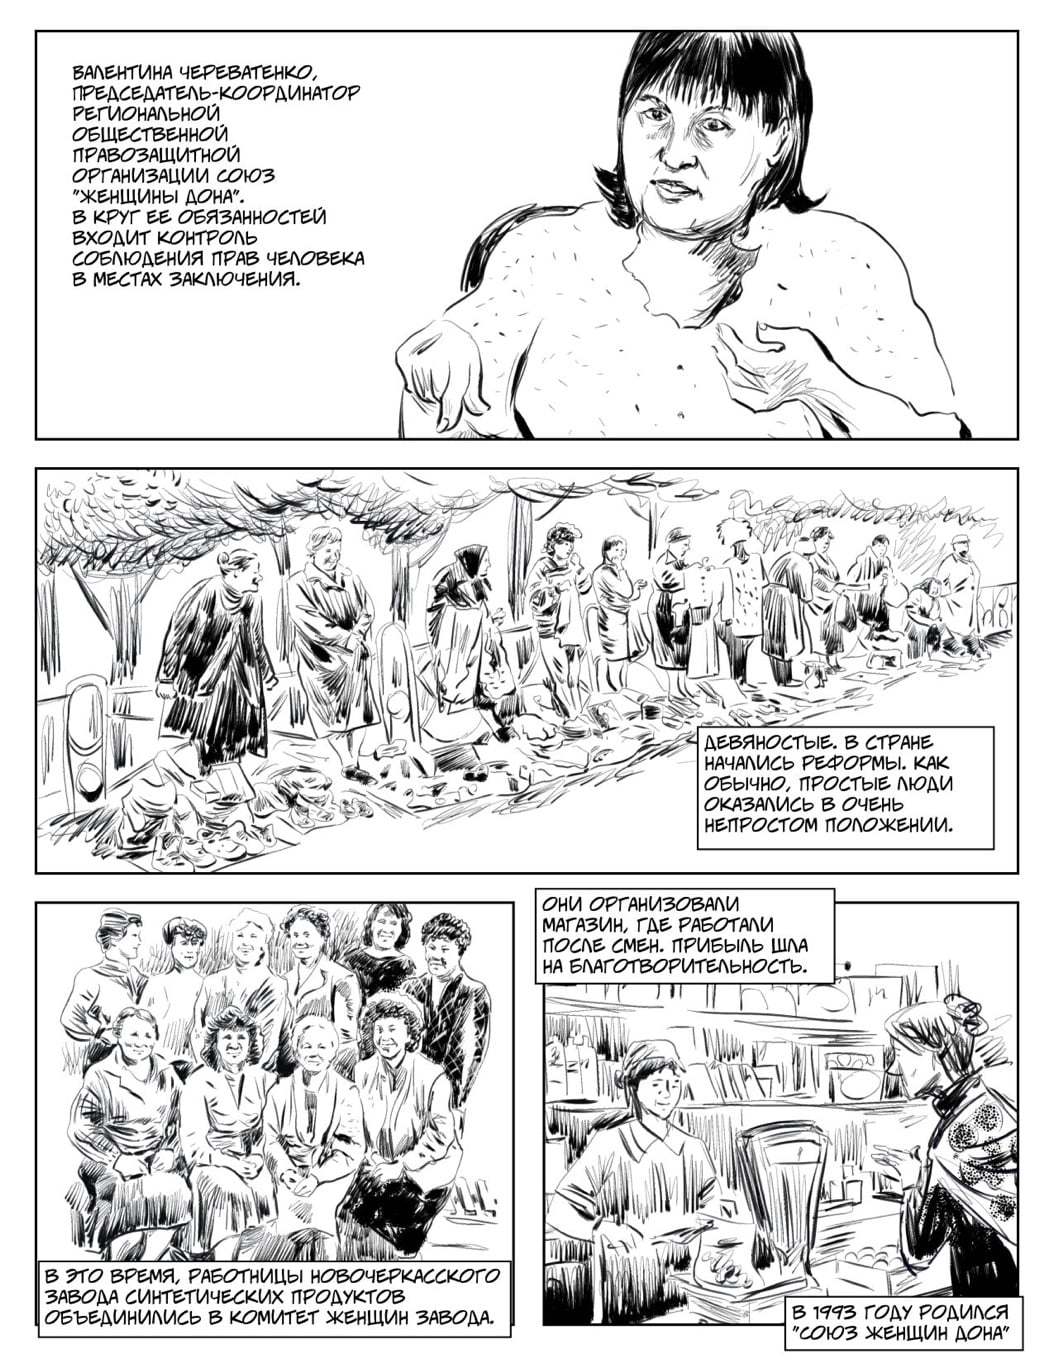 ВАЛЕНТИНА ЧЕРЕВАТЕНКО,
ПРЕДСЕДАТЕЛЬ-КООРДИНАТОР
РЕГИОНАЛЬНОЙ
ОБЩЕСТВЕННОЙ
ПРАВОЗАЩИТНОЙ
ОРГАНИЗАЦИИ СОЮЗ
"ЖЕНЩИНЫ ДОНА".
В КРУГ ЕЕ ОБЯЗАННОСТЕЙ
ВХОДИТ КОНТРОЛЬ
СОБЛЮДЕНИЯ ПРАВ ЧЕЛОВЕКА
В МЕСТАХ ЗАКЛЮЧЕНИЯ.
ДЕВЯНОСТЫЕ. В СТРАНЕ
НАЧАЛИСЬ РЕФОРМЫ. КАК
ОБЫЧНО, ПРОСТЫЕ ЛЮДИ
ОКАЗАЛИСЬ В ОЧЕНЬ
НЕПРОСТОМ ПОЛОЖЕНИИ.
В ЭТО ВРЕМЯ, РАБОТНИЦЫ НОВОЧЕРКАССКОГО
ЗАВОДА СИНТЕТИЧЕСКИХ ПРОДУКТОВ
ОБЪЕДИНИЛИСЬ В КОМИТЕТ ЖЕНЩИН ЗАВОДА.
ОНИ ОРГАНИЗОВАЛИ
МАГАЗИН, ГДЕ РАБОТАЛИ
ПОСЛЕ СМЕН. ПРИБЫЛЬ ШЛА
НА БЛАГОТВОРИТЕЛЬНОСТЬ.
В 1993 ГОДУ РОДИЛСЯ
"СОЮЗ ЖЕНЩИН ДОНА"